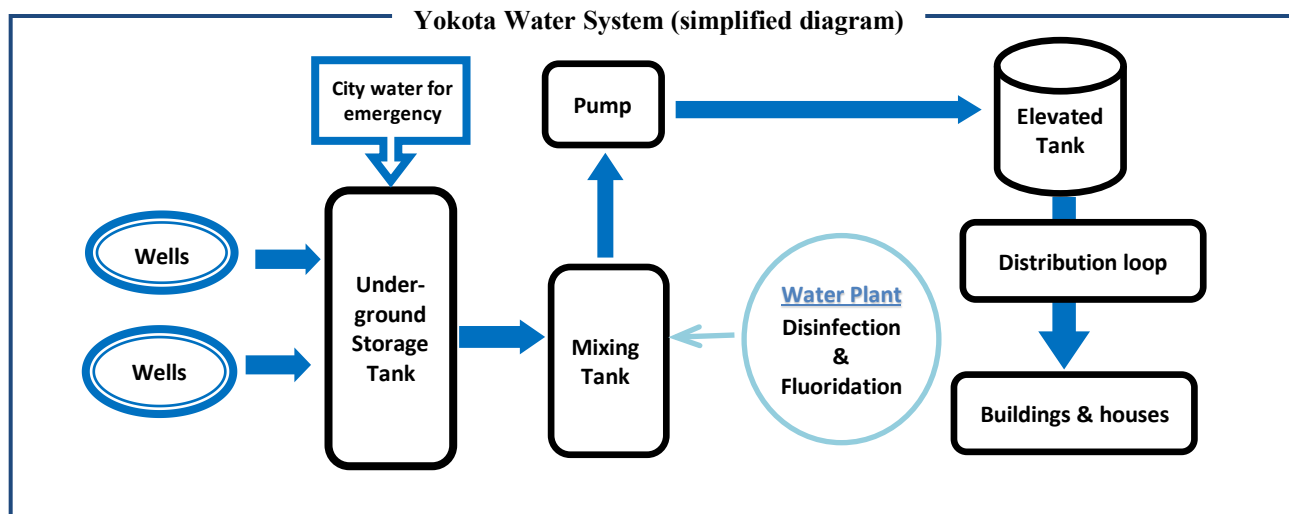 Yokota Water System (simplified diagram)
City water for
emergency
Pump
Elevated
Tank
Wells
Wells
Under-
ground
Storage
Tank
Mixing
Tank
Water Plant
Disinfection
&
Fluoridation
Distribution loop
Buildings & houses